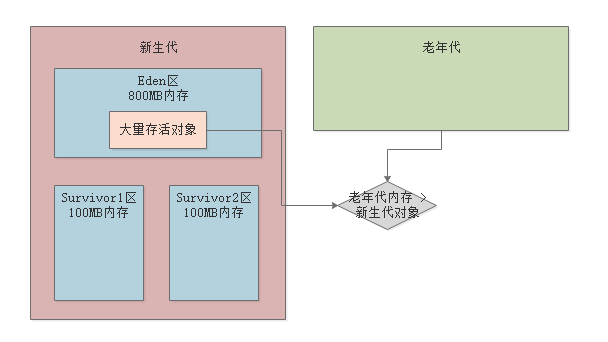 新生代
Eden区
800MB内存
大量存活对象
Survivor1区
100MB内存
Survivor2区
100MB内存
老年代
老年代内存 >
新生代对象